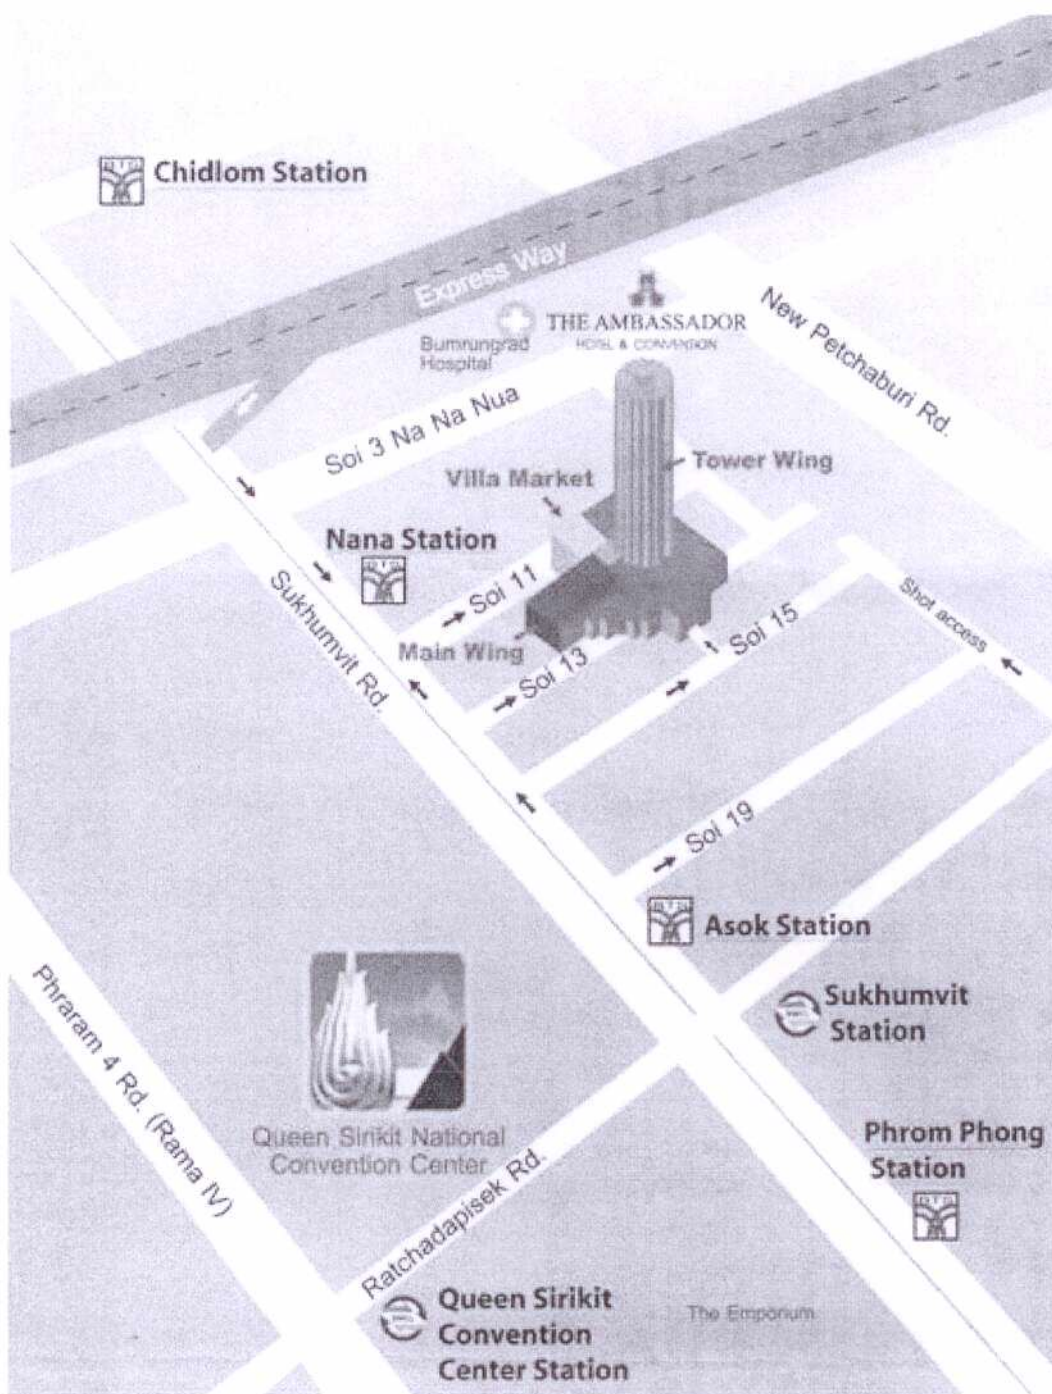 Chidlom Station
Express Way
Bumrungrad
Hospital
THE AMBASSADOR
HOTEL & CONVENTION
New Petchaburi Rd.
Soi 3 Na Na Nua
Villa Market
Tower Wing
Nana Station
Soi 11
Sukhumvit Rd.
Main Wing
Soi 13
Soi 15
Shot access
Soi 19
Asok Station
Sukhumvit
Station
Phraram 4 Rd. (Rama IV)
Queen Sirikit National
Convention Center
Ratchadapisek Rd.
Phrom Phong
Station
Queen Sirikit
Convention
Center Station
The Emporium